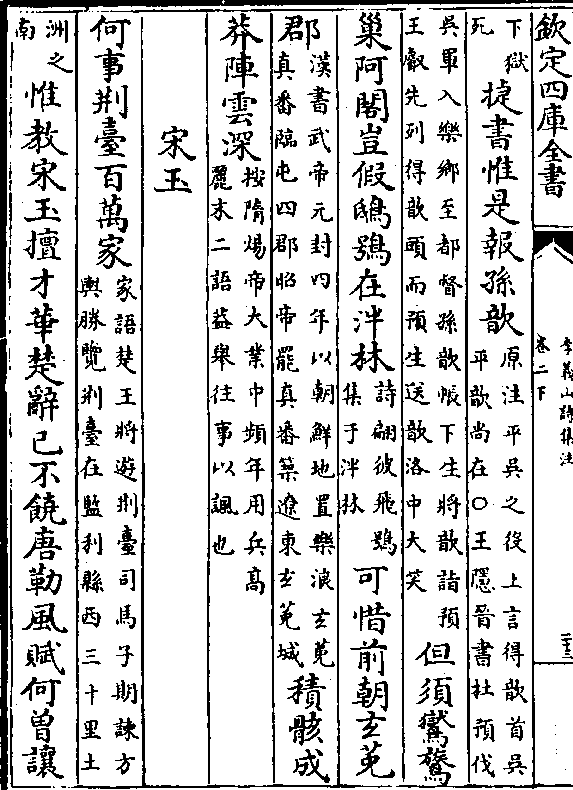 欽定四庫全書
李義山詩集注
卷二下
二三
下獄
死
捷書惟是報孫歆
原注平吳之役上言得歆首吳
平歆尚在○王隱晉書杜預伐
吳軍入樂鄉至都督孫歆帳下生將歆詣預
王叡先列得歆頭而預生送歆洛中大笑
但須鸑鷟
巢阿閣豈假鴟鴞在泮林
詩翩彼飛鴞
集于泮林
可惜前朝玄菟
郡
漢書武帝元封四年以朝鮮地置樂浪玄菟
真番臨屯四郡昭帝罷真番築遼東玄菟城
積骸成
莽陣雲深
按隋煬帝大業中頻年用兵高
麗末二語葢舉往事以諷也
宋玉
何事荆臺百萬家
家語楚王將遊荆臺司馬子期諫方
輿勝覽荆臺在監利縣西三十里土
洲之
南
惟教宋玉擅才華楚辭已不饒唐勒風賦何曽讓